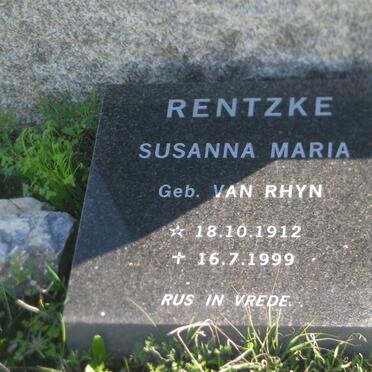 RENTZKE
SUSANNA MARIA
Geb. VAN RHYN
☆ 18.10.1912
✝ 16.7.1999
RUS IN VREDE.